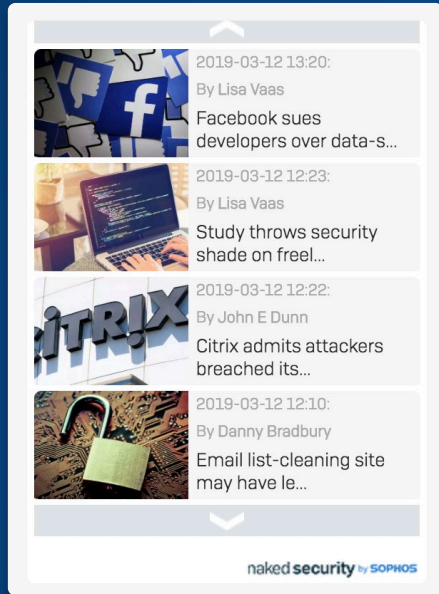 2019-03-12 13:20:
By Lisa Vaas
Facebook sues
developers over data-s...
2019-03-12 12:23:
By Lisa Vaas
Study throws security
shade on freel...
CİTRIX
2019-03-12 12:22:
By John E Dunn
Citrix admits attackers
breached its...
2019-03-12 12:10:
By Danny Bradbury
Email list-cleaning site
may have le...
naked security by SOPHOS